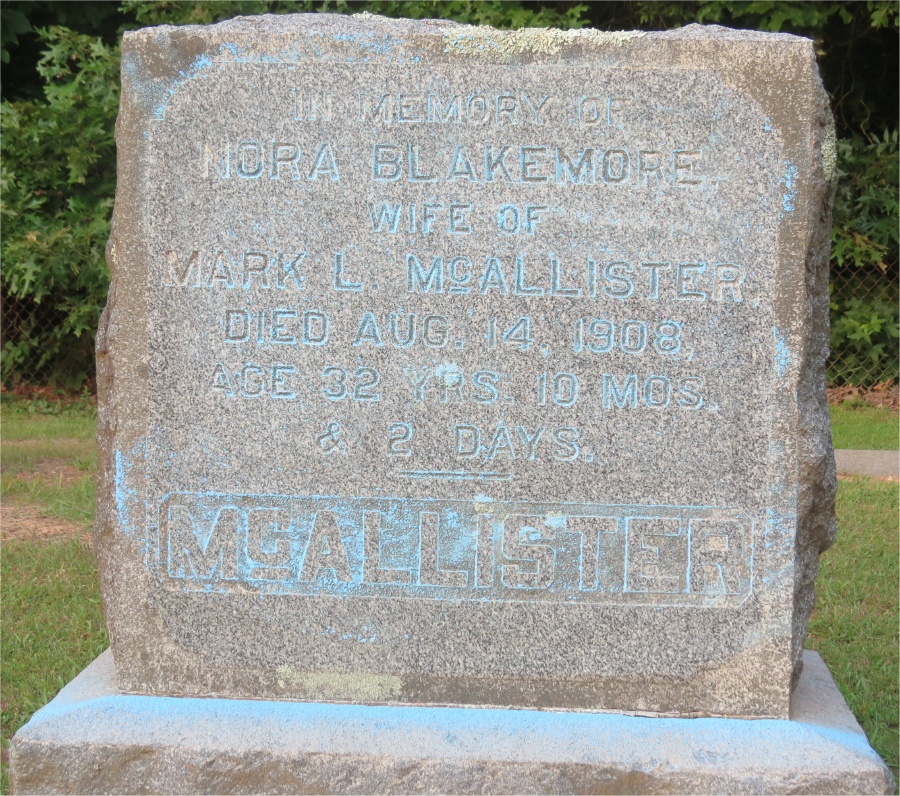 IN MEMORY OF
NORA BLAKEMORE
WIFE OF
MARK L. McALLISTER,
DIED AUG. 14, 1908,
AGE 32 YRS. 10 MOS.
& 2 DAYS.
McALLISTER